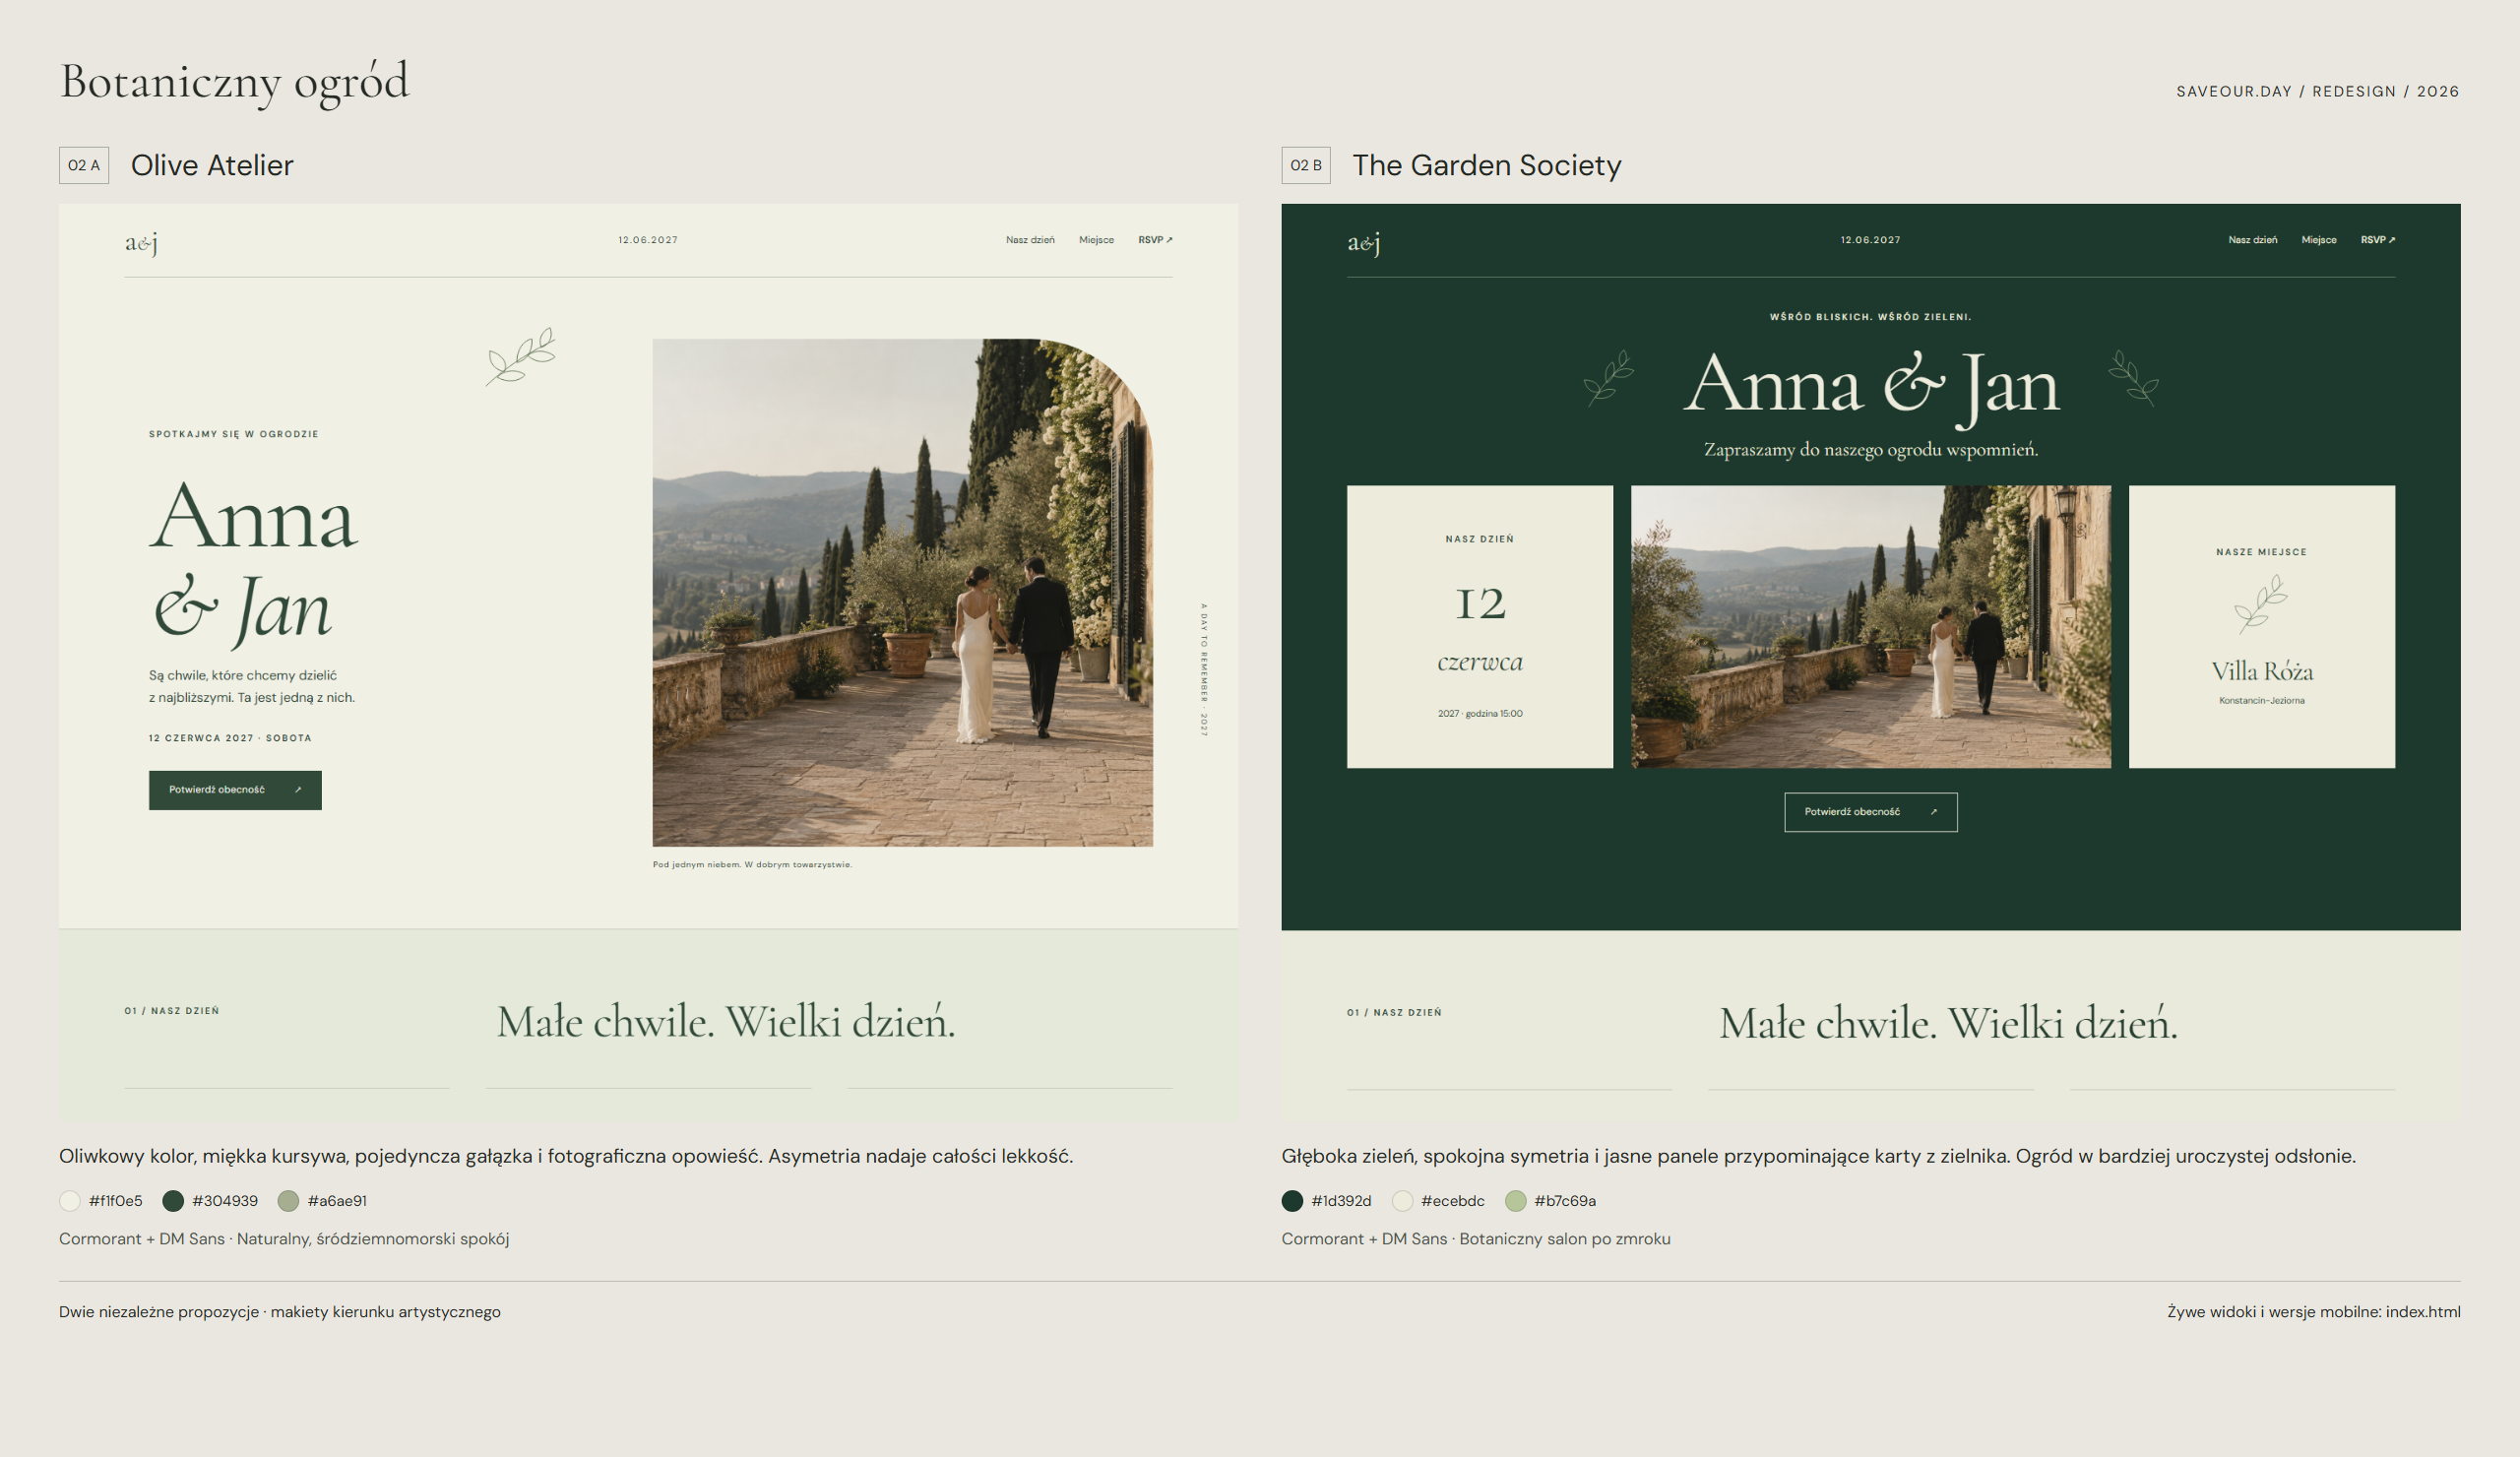 Botaniczny ogród
SAVEOUR.DAY / REDESIGN / 2026
02 A
Olive Atelier
a&j
12.06.2027
Nasz dzień
Miejsce
RSVP ↗
SPOTKAJMY SIĘ W OGRODZIE
Anna
& Jan
Są chwile, które chcemy dzielić
z najbliższymi. Ta jest jedną z nich.
12 CZERWCA 2027 · SOBOTA
Potwierdź obecność ↗
A DAY TO REMEMBER · 2027
Pod jednym niebem. W dobrym towarzystwie.
01 / NASZ DZIEŃ
Małe chwile. Wielki dzień.
Oliwkowy kolor, miękka kursywa, pojedyncza gałązka i fotograficzna opowieść. Asymetria nadaje całości lekkość.
#f1f0e5
#304939
#a6ae91
Cormorant + DM Sans · Naturalny, śródziemnomorski spokój
02 B
The Garden Society
a&j
12.06.2027
Nasz dzień
Miejsce
RSVP ↗
WŚRÓD BLISKICH. WŚRÓD ZIELENI.
Anna & Jan
Zapraszamy do naszego ogrodu wspomnień.
NASZ DZIEŃ
12
czerwca
2027 · godzina 15:00
NASZE MIEJSCE
Villa Róża
Konstancin-Jeziorna
Potwierdź obecność ↗
01 / NASZ DZIEŃ
Małe chwile. Wielki dzień.
Głęboka zieleń, spokojna symetria i jasne panele przypominające karty z zielnika. Ogród w bardziej uroczystej odsłonie.
#1d392d
#ecebdc
#b7c69a
Cormorant + DM Sans · Botaniczny salon po zmroku
Dwie niezależne propozycje · makiety kierunku artystycznego
Żywe widoki i wersje mobilne: index.html